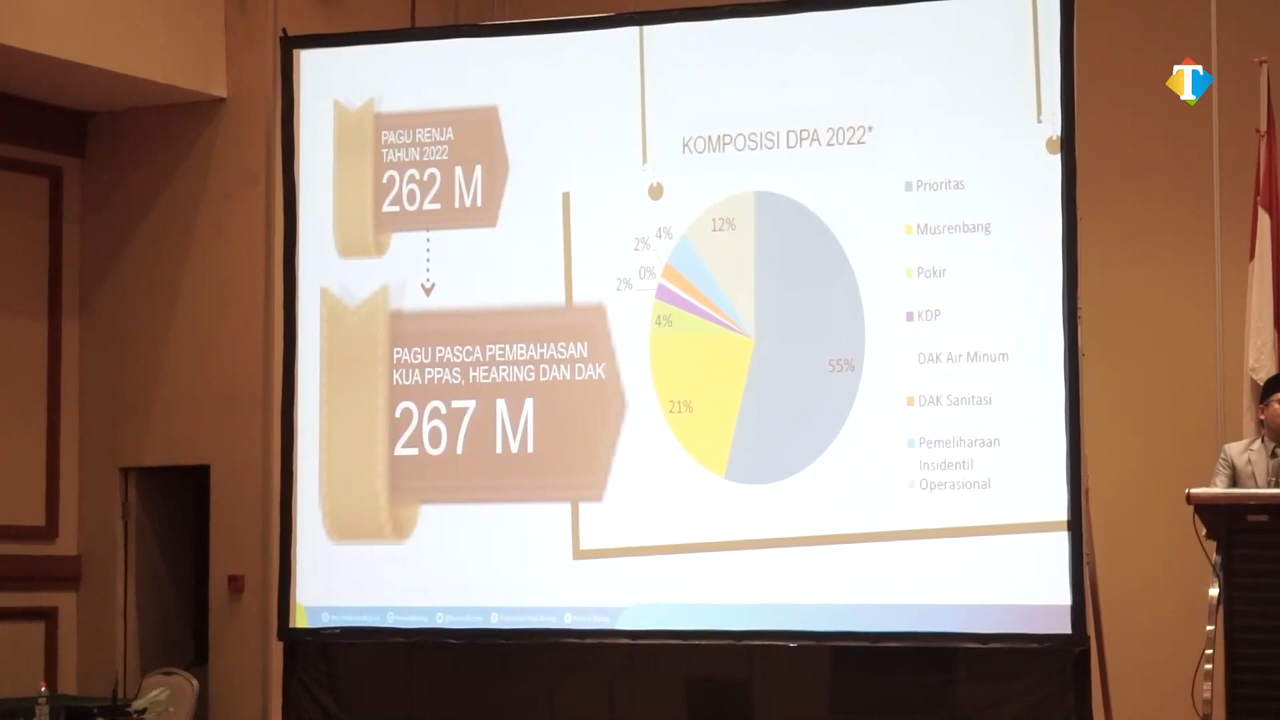 PAGU RENJA
TAHUN 2022
262 M
PAGU PASCA PEMBAHASAN
KUA PPAS, HEARING DAN DAK
267 M
KOMPOSISI DPA 2022*
12%
4%
2%
0%
2%
4%
21%
55%
Prioritas
Musrenbang
Pokir
KDP
DAK Air Minum
DAK Sanitasi
Pemeliharaan
Insidentil
Operasional
T